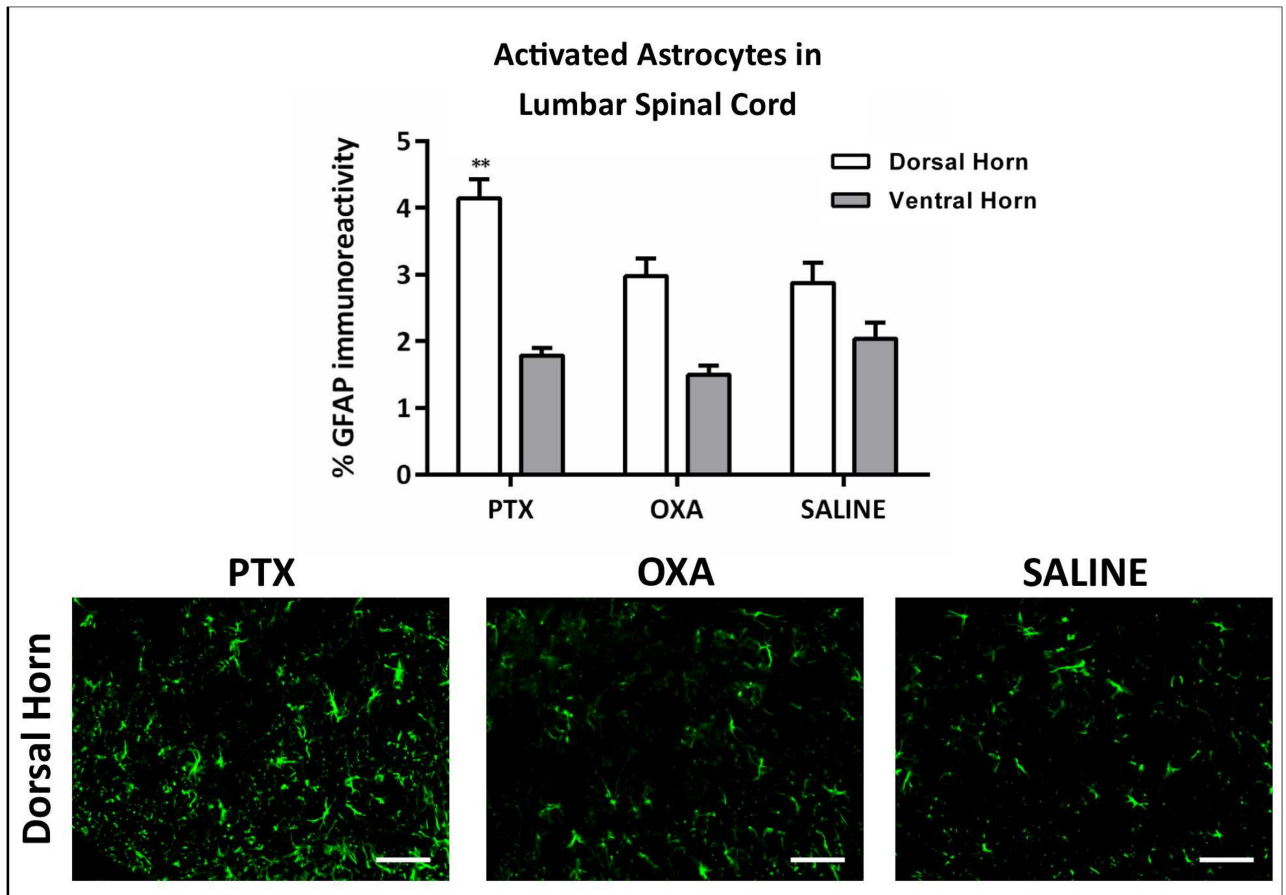 Activated Astrocytes in
Lumbar Spinal Cord
% GFAP immunoreactivity
5
4
3
2
1
0
**
Dorsal Horn
Ventral Horn
PTX
OXA
SALINE
PTX
OXA
SALINE
Dorsal Horn